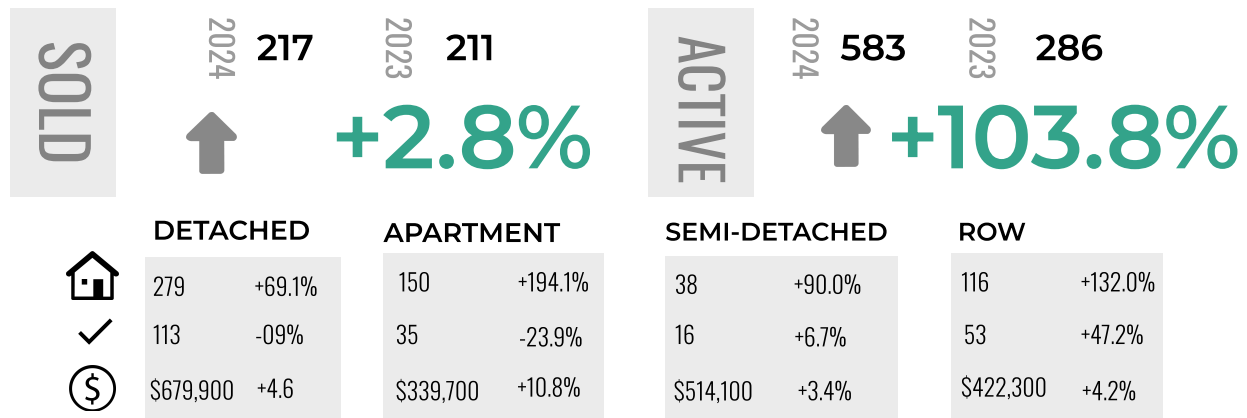 SOLD
2024 217 2023 211
+2.8%
ACTIVE
2024 583 2023 286
+103.8%
DETACHED APARTMENT SEMI-DETACHED ROW
279 +69.1% 150 +194.1% 38 +90.0% 116 +132.0%
113 -09% 35 -23.9% 16 +6.7% 53 +47.2%
$ $679,900 +4.6 $339,700 +10.8% $514,100 +3.4% $422,300 +4.2%